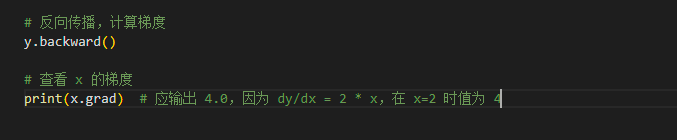 # 反向传播，计算梯度
y.backward()
# 查看 x 的梯度
print(x.grad)  # 应输出 4.0，因为 dy/dx = 2 * x，在 x=2 时值为 4